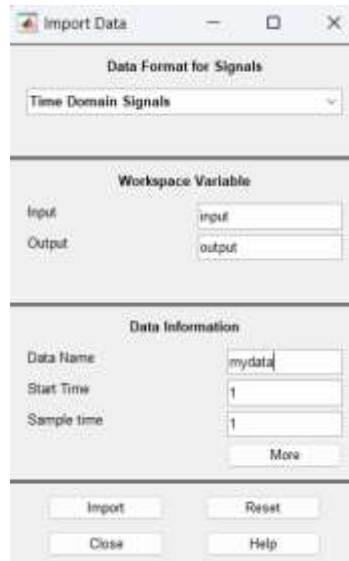 Import Data
Data Format for Signals
Time Domain Signals
Workspace Variable
Input input
Output output
Data Information
Data Name mydata
Start Time 1
Sample time 1
More
Import Reset
Close Help